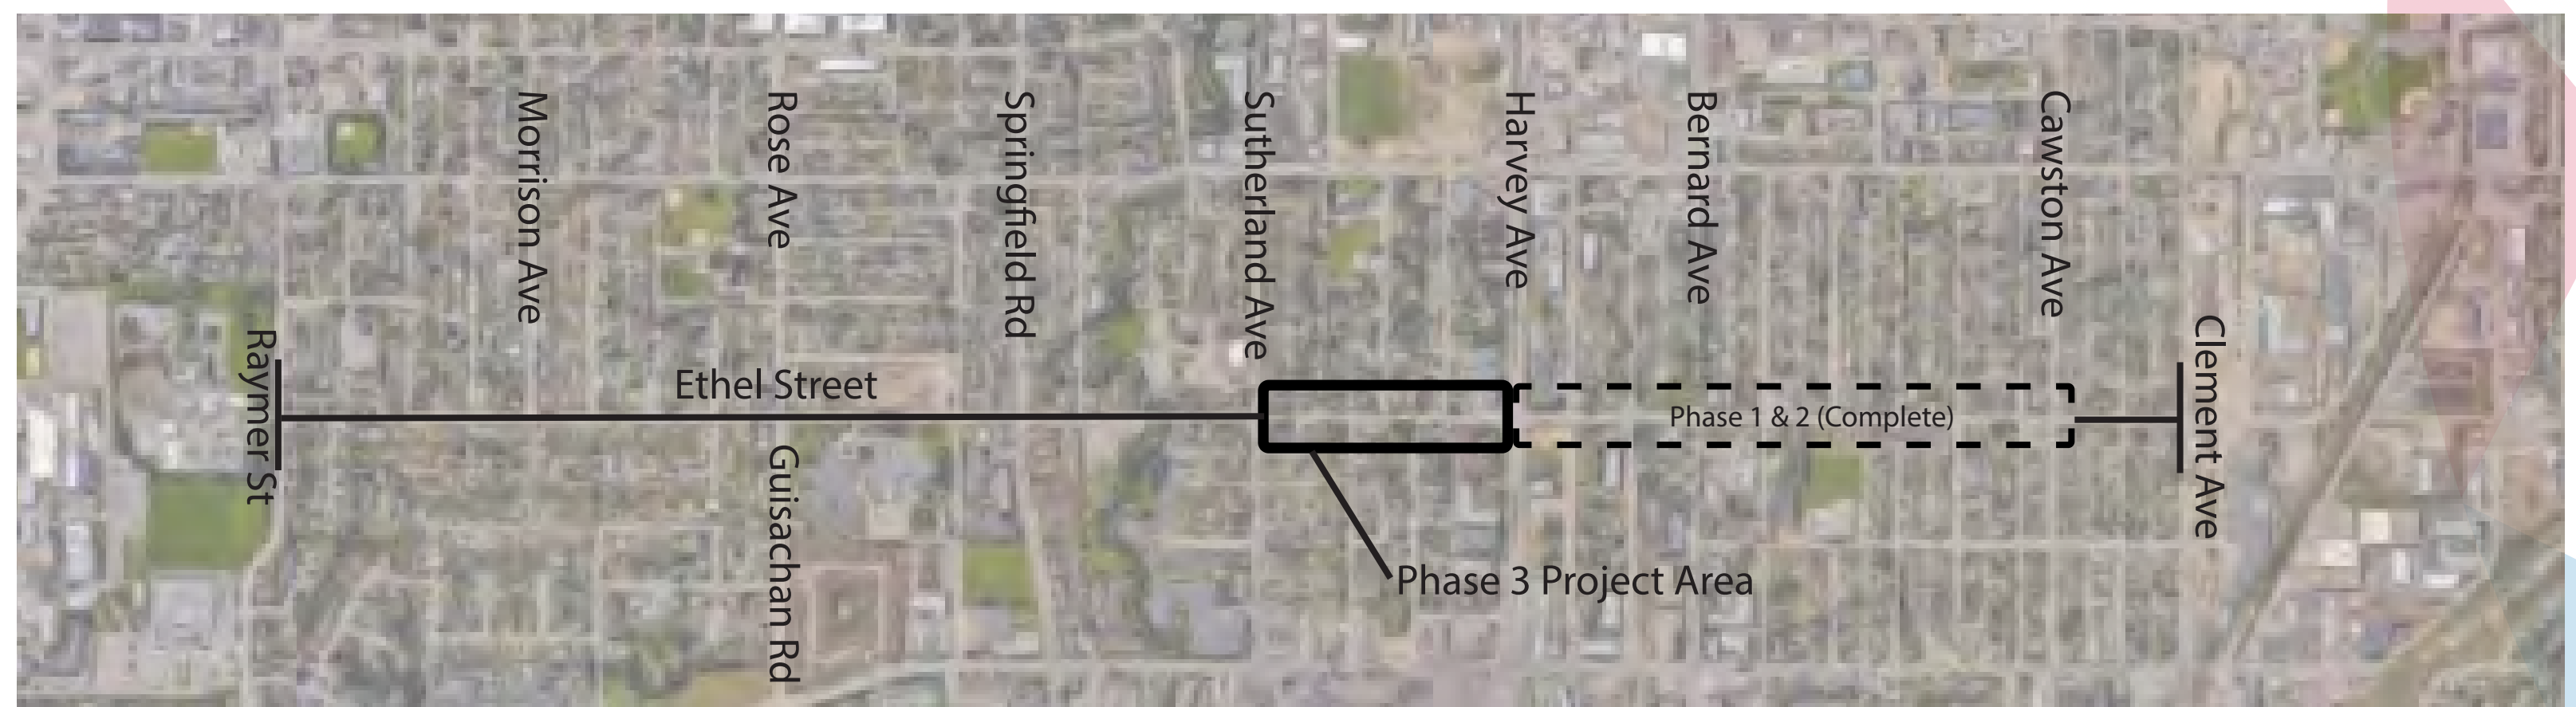 Morrison Ave
Rose Ave
Springfield Rd
Sutherland Ave
Harvey Ave
Bernard Ave
Cawston Ave
Raymer St
Ethel Street
Phase 1 & 2 (Complete)
Clement Ave
Guisachan Rd
Phase 3 Project Area